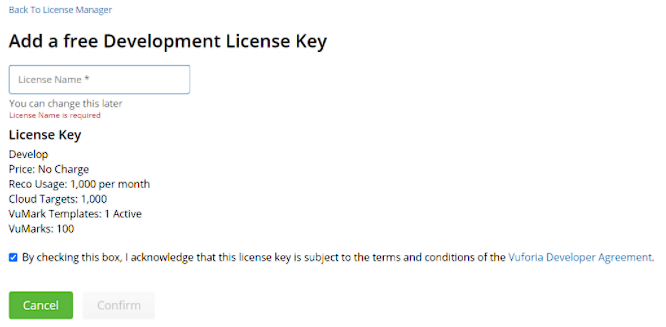 Back To License Manager
Add a free Development License Key
License Name *
You can change this later
License Name is required
License Key
Develop
Price: No Charge
Reco Usage: 1,000 per month
Cloud Targets: 1,000
VuMark Templates: 1 Active
VuMarks: 100
By checking this box, I acknowledge that this license key is subject to the terms and conditions of the Vuforia Developer Agreement.
Cancel Confirm